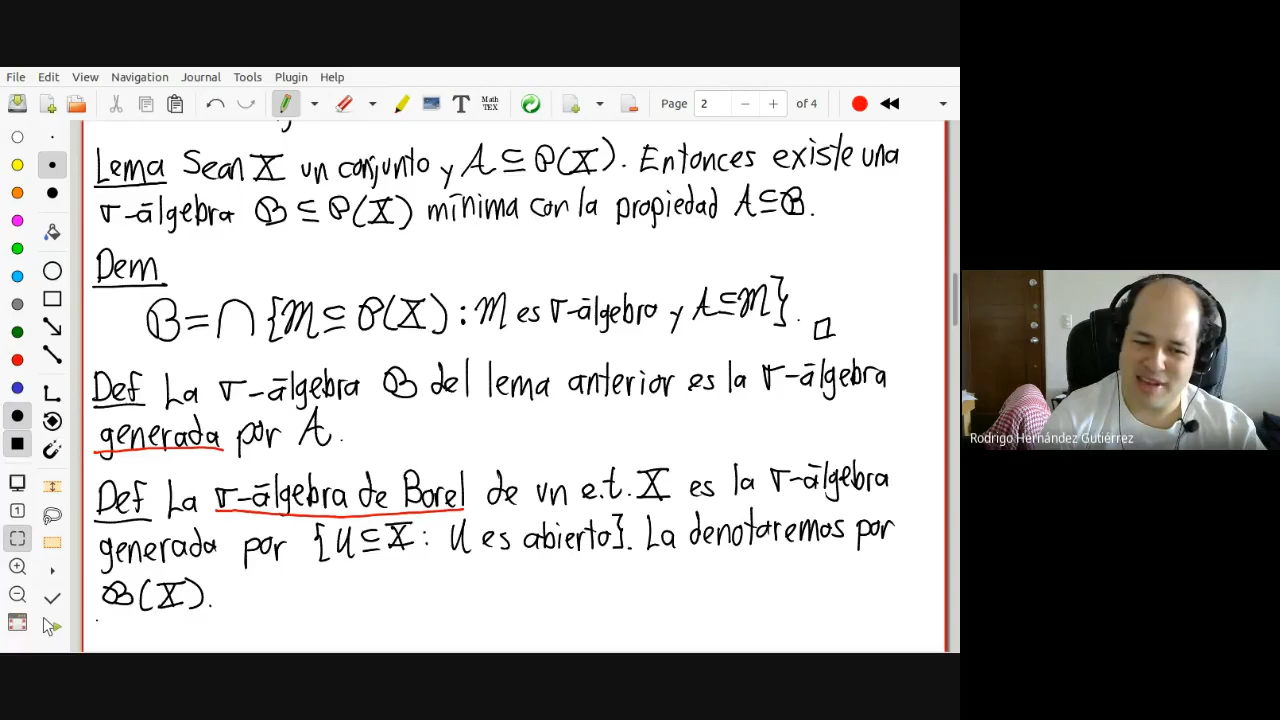 File Edit View Navigation Journal Tools Plugin Help
T Math TEX Page 2 − + of 4
Lema Sean X un conjunto y A ⊆ P(X). Entonces existe una
σ-álgebra B ⊆ P(X) mínima con la propiedad A⊆B.
Dem
B = ∩ {M ⊆ P(X) : M es σ-álgebra y A⊆M}. □
Def La σ-álgebra B del lema anterior es la σ-álgebra
generada por A.
Rodrigo Hernández Gutiérrez
Def La σ-álgebra de Borel de un e.t. X es la σ-álgebra
generada por {U⊆X : U es abierto}. La denotaremos por
B(X).